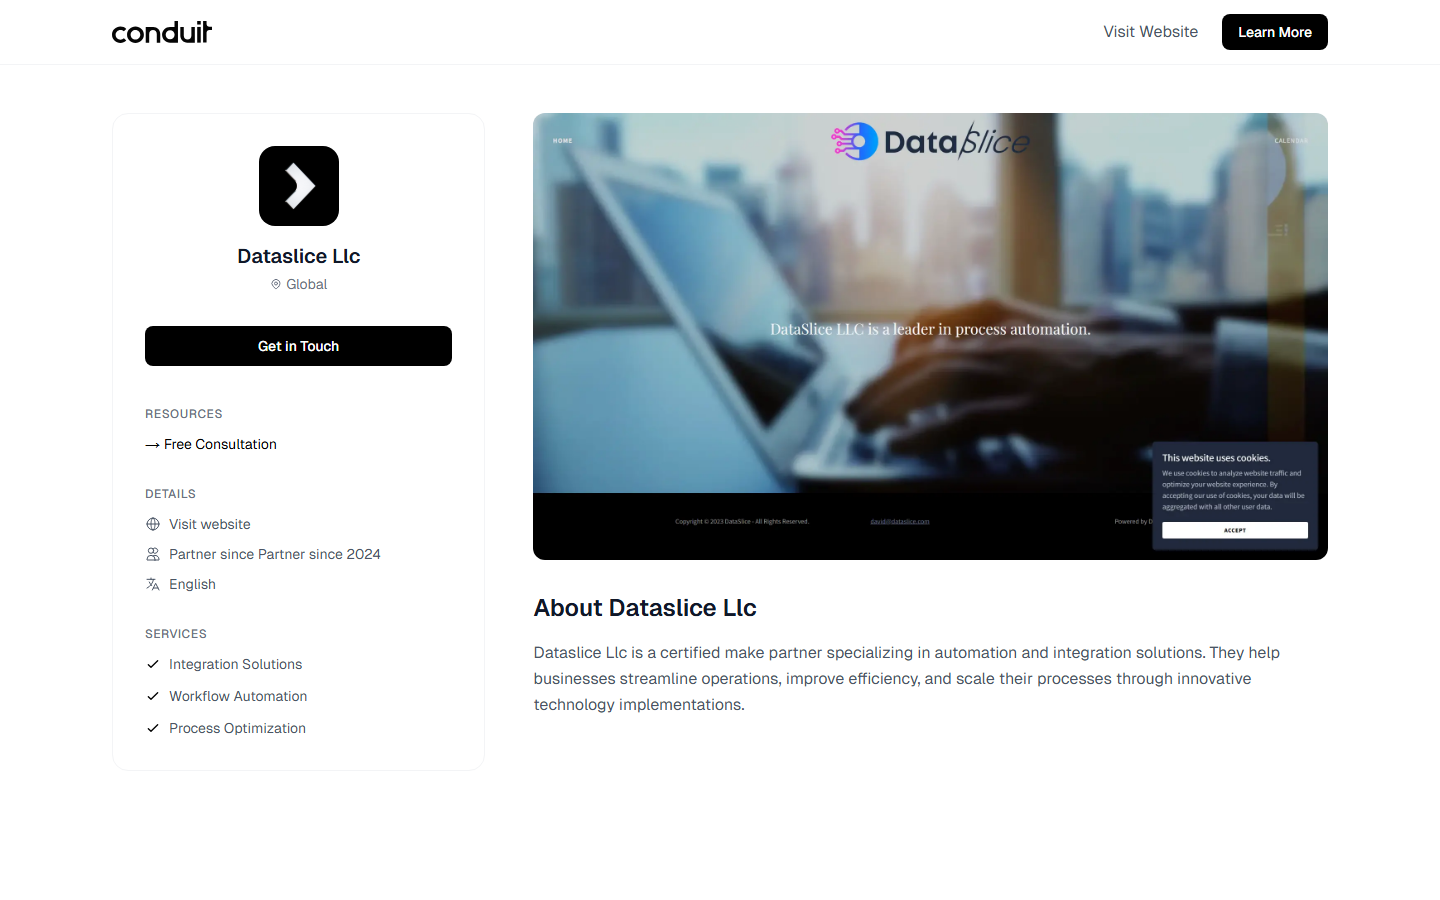 conduit
Visit Website
Learn More
Dataslice Llc
Global
Get in Touch
RESOURCES
→ Free Consultation
DETAILS
Visit website
Partner since Partner since 2024
English
SERVICES
Integration Solutions
Workflow Automation
Process Optimization
HOME
DataSlice
CALENDAR
DataSlice LLC is a leader in process automation.
This website uses cookies.
We use cookies to analyze website traffic and
optimize your website experience. By
accepting our use of cookies, your data will be
aggregated with all other user data.
ACCEPT
Copyright © 2023 DataSlice - All Rights Reserved.
david@dataslice.com
Powered by D
About Dataslice Llc
Dataslice Llc is a certified make partner specializing in automation and integration solutions. They help
businesses streamline operations, improve efficiency, and scale their processes through innovative
technology implementations.